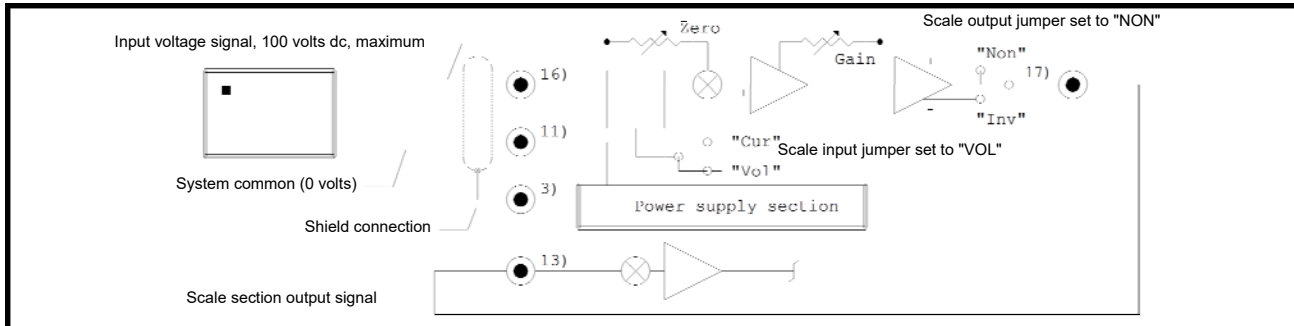 Scale output jumper set to "NON"
Zero
Input voltage signal, 100 volts dc, maximum
"Non"
Gain
16)
17)
"Inv"
11)
"Cur"
Scale input jumper set to "VOL"
"Vol"
System common (0 volts)
3)
Power supply section
Shield connection
13)
Scale section output signal